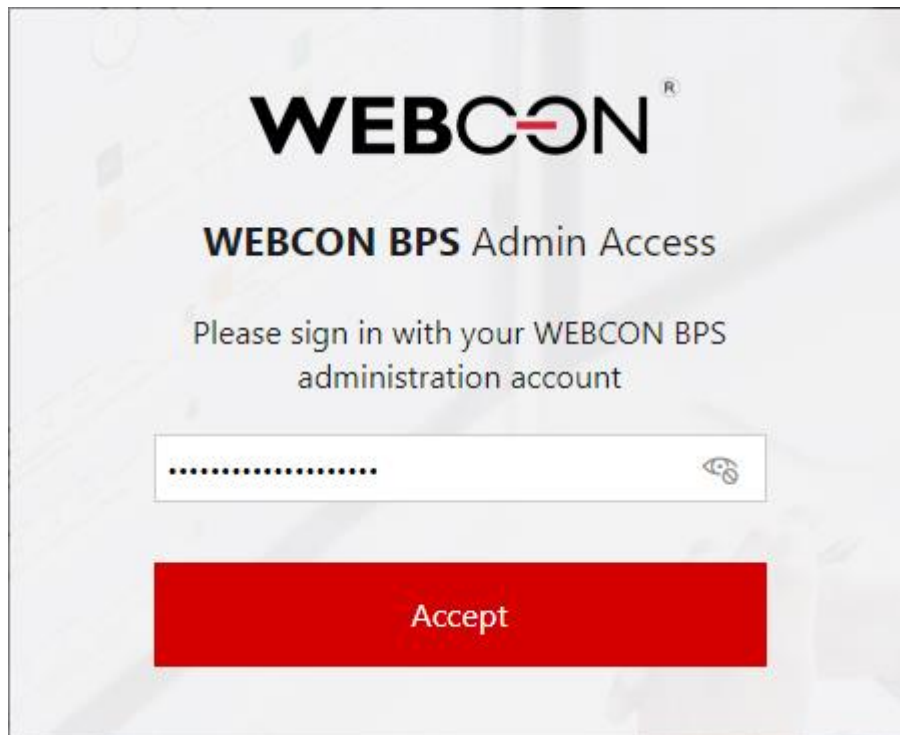 WEBCON®
WEBCON BPS Admin Access
Please sign in with your WEBCON BPS
administration account
••••••••••••••••••••
Accept